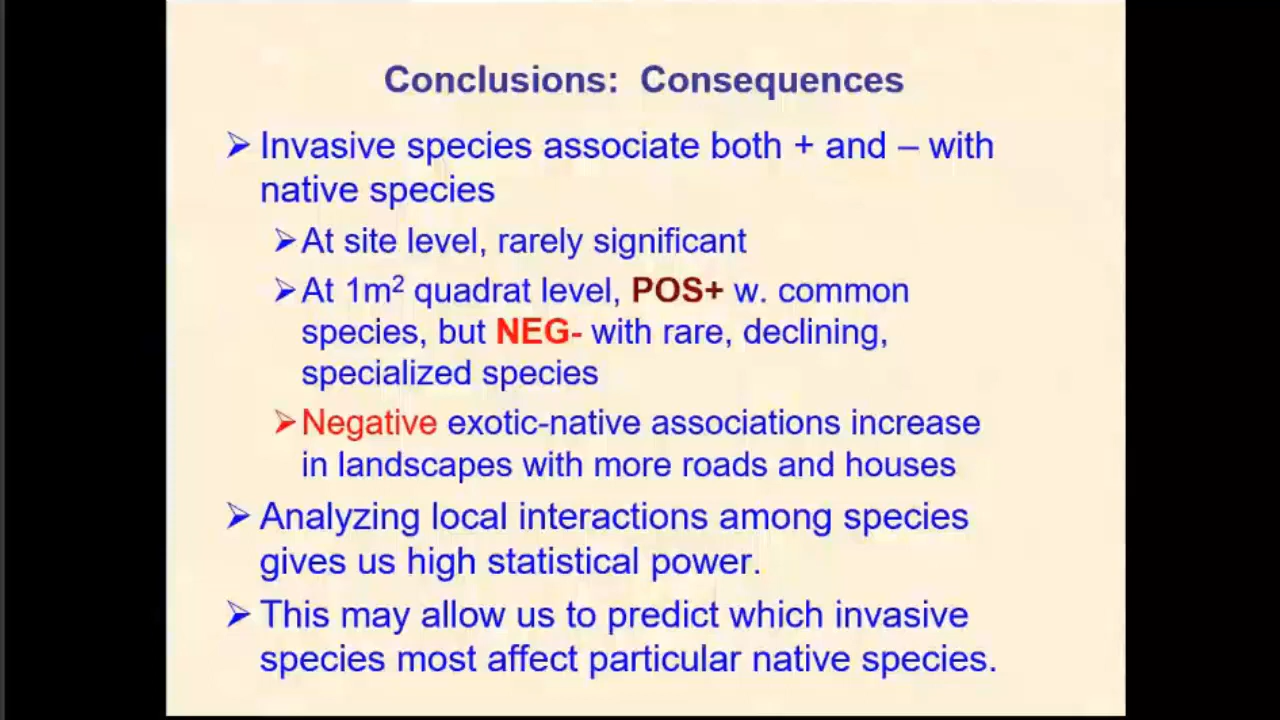 Conclusions:  Consequences
➢ Invasive species associate both + and – with
native species
➢At site level, rarely significant
➢At 1m² quadrat level, POS+ w. common
species, but NEG- with rare, declining,
specialized species
➢Negative exotic-native associations increase
in landscapes with more roads and houses
➢ Analyzing local interactions among species
gives us high statistical power.
➢ This may allow us to predict which invasive
species most affect particular native species.